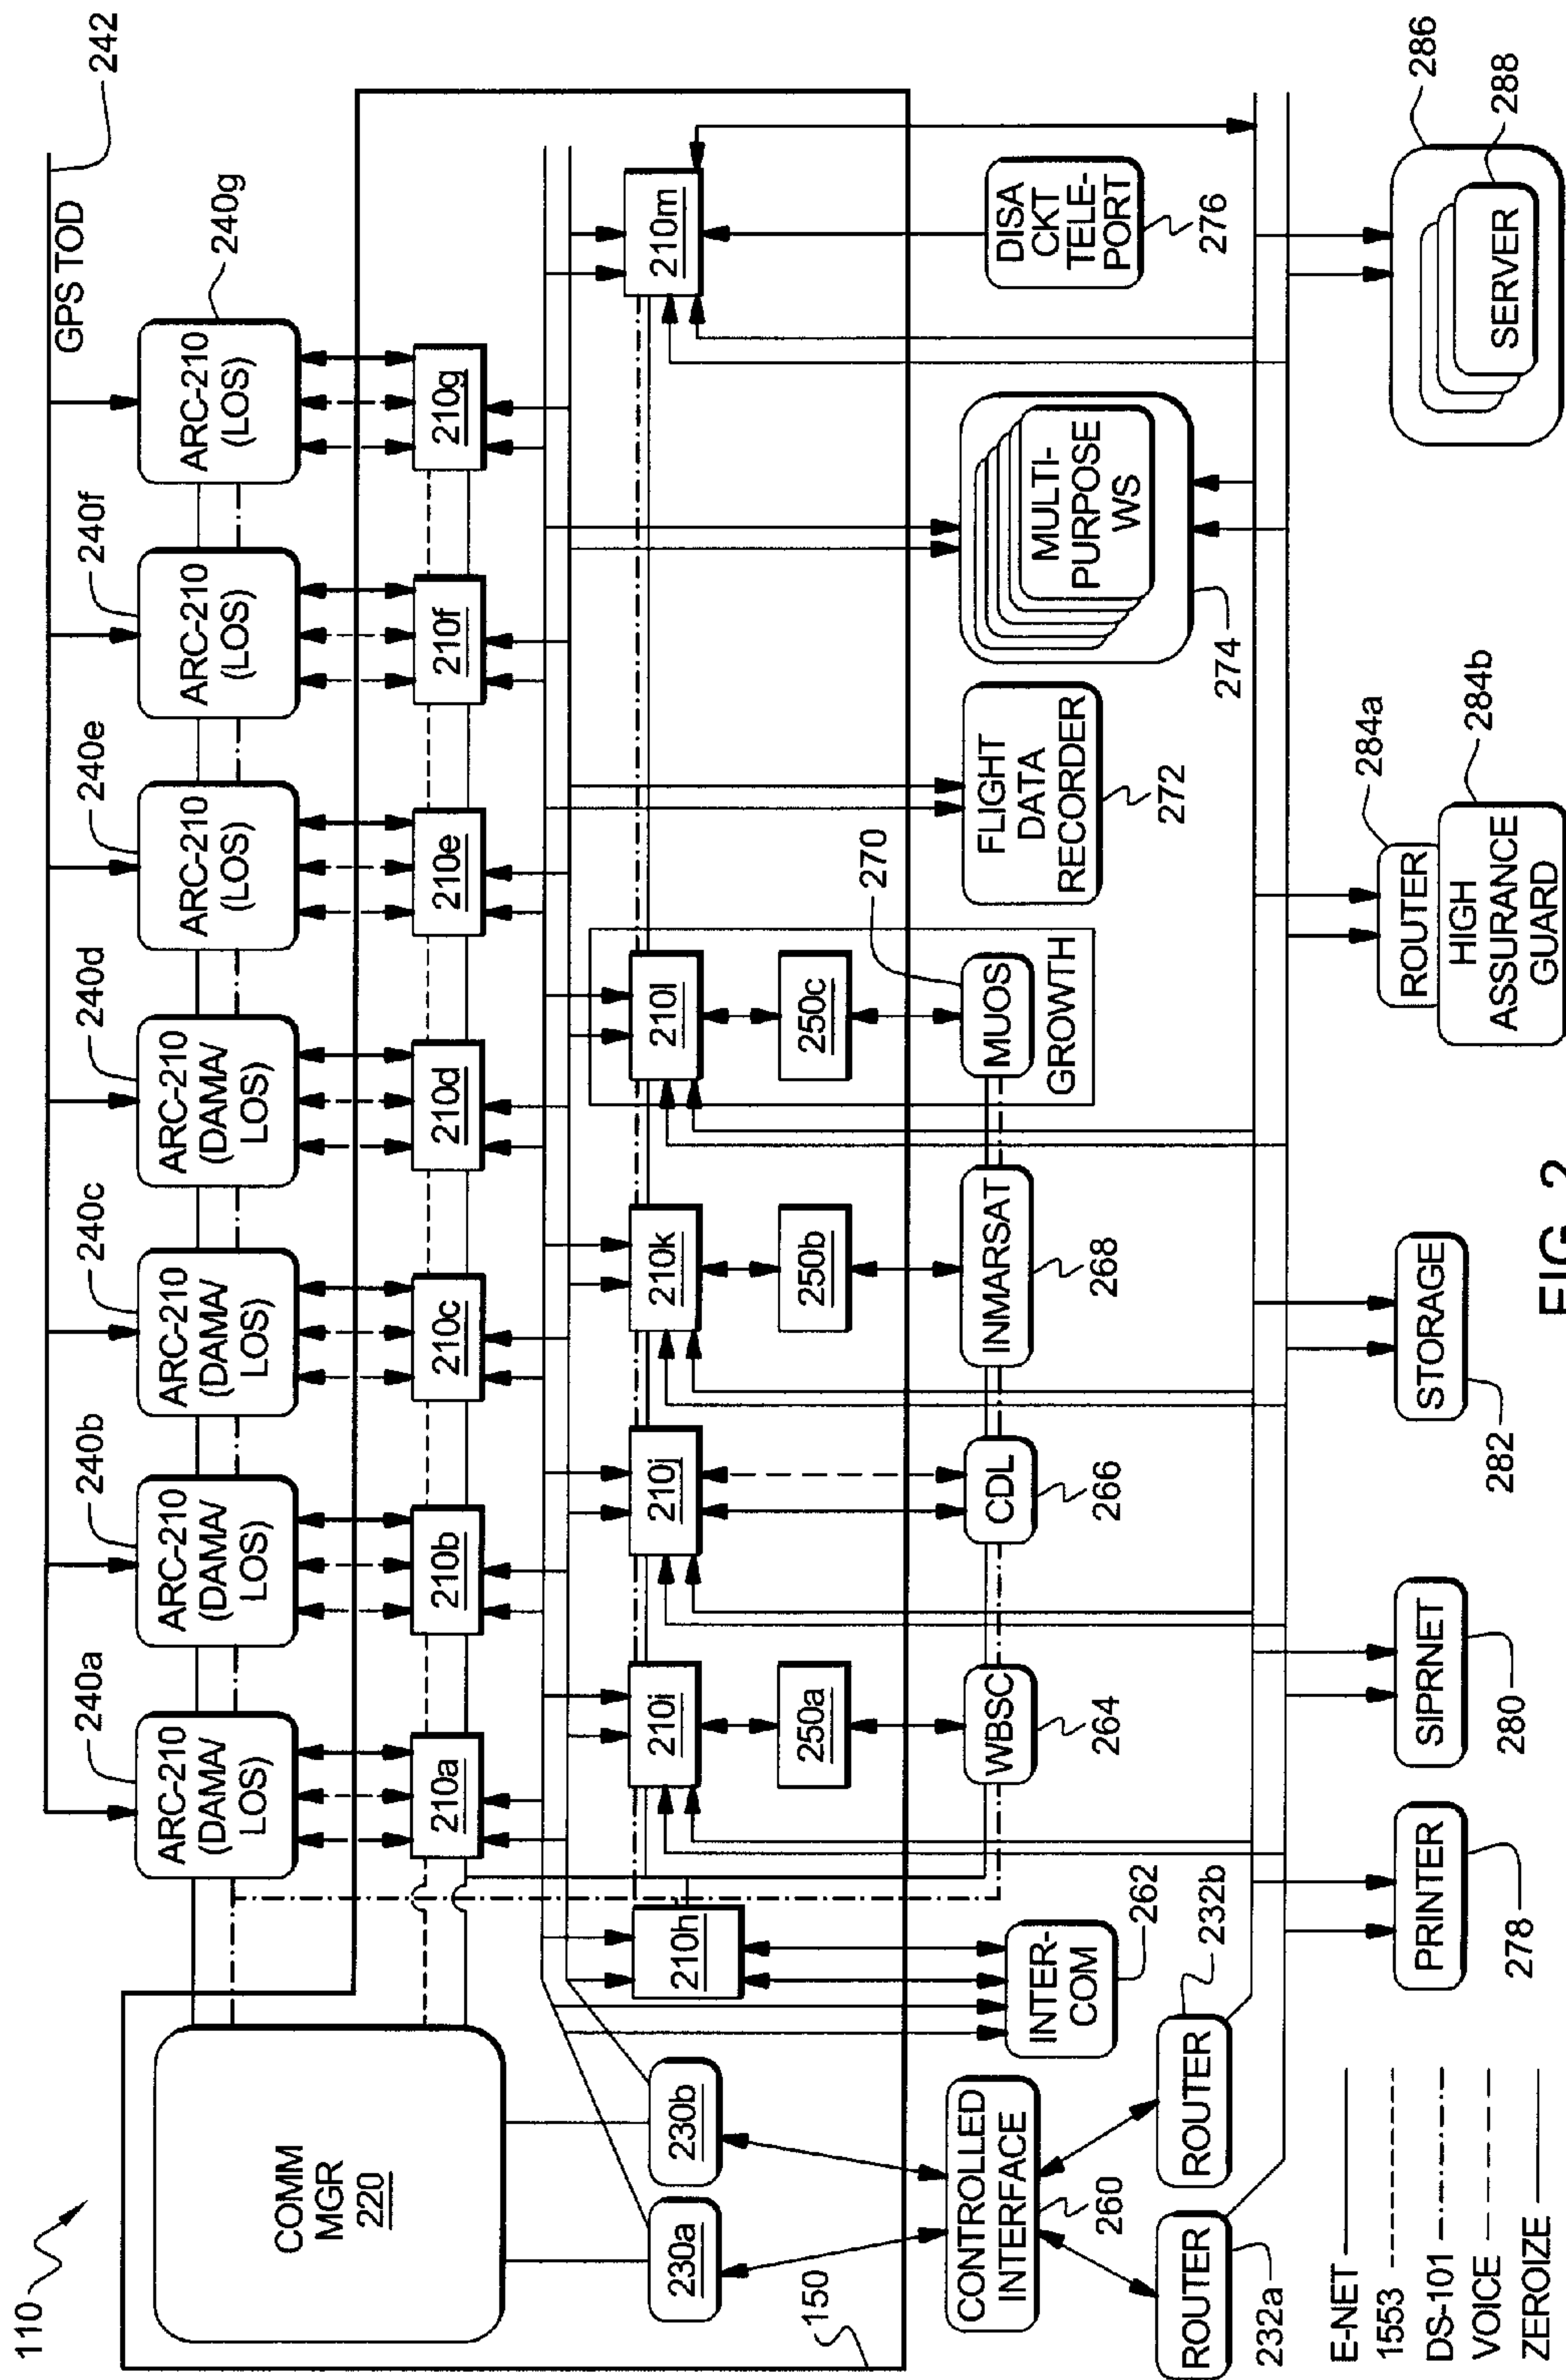 110
COMM
MGR
220
150
230a
230b
CONTROLLED
INTERFACE
260
ROUTER
232a
ROUTER
232b
INTER-
COM
262
GPS TOD
242
240a
ARC-210
(DAMA/
LOS)
240b
ARC-210
(DAMA/
LOS)
240c
ARC-210
(DAMA/
LOS)
240d
ARC-210
(DAMA/
LOS)
240e
ARC-210
(LOS)
240f
ARC-210
(LOS)
240g
ARC-210
(LOS)
210a
210b
210c
210d
210e
210f
210g
210h
210i
210j
210k
210l
210m
250a
250b
250c
WBSC
264
CDL
266
INMARSAT
268
MUOS
270
GROWTH
FLIGHT
DATA
RECORDER
272
MULTI-
PURPOSE
WS
274
DISA
CKT
TELE-
PORT
276
PRINTER
278
SIPRNET
280
STORAGE
282
ROUTER
284a
HIGH
ASSURANCE
GUARD
284b
SERVER
286
288
E-NET
1553
DS-101
VOICE
ZEROIZE
FIG. 2